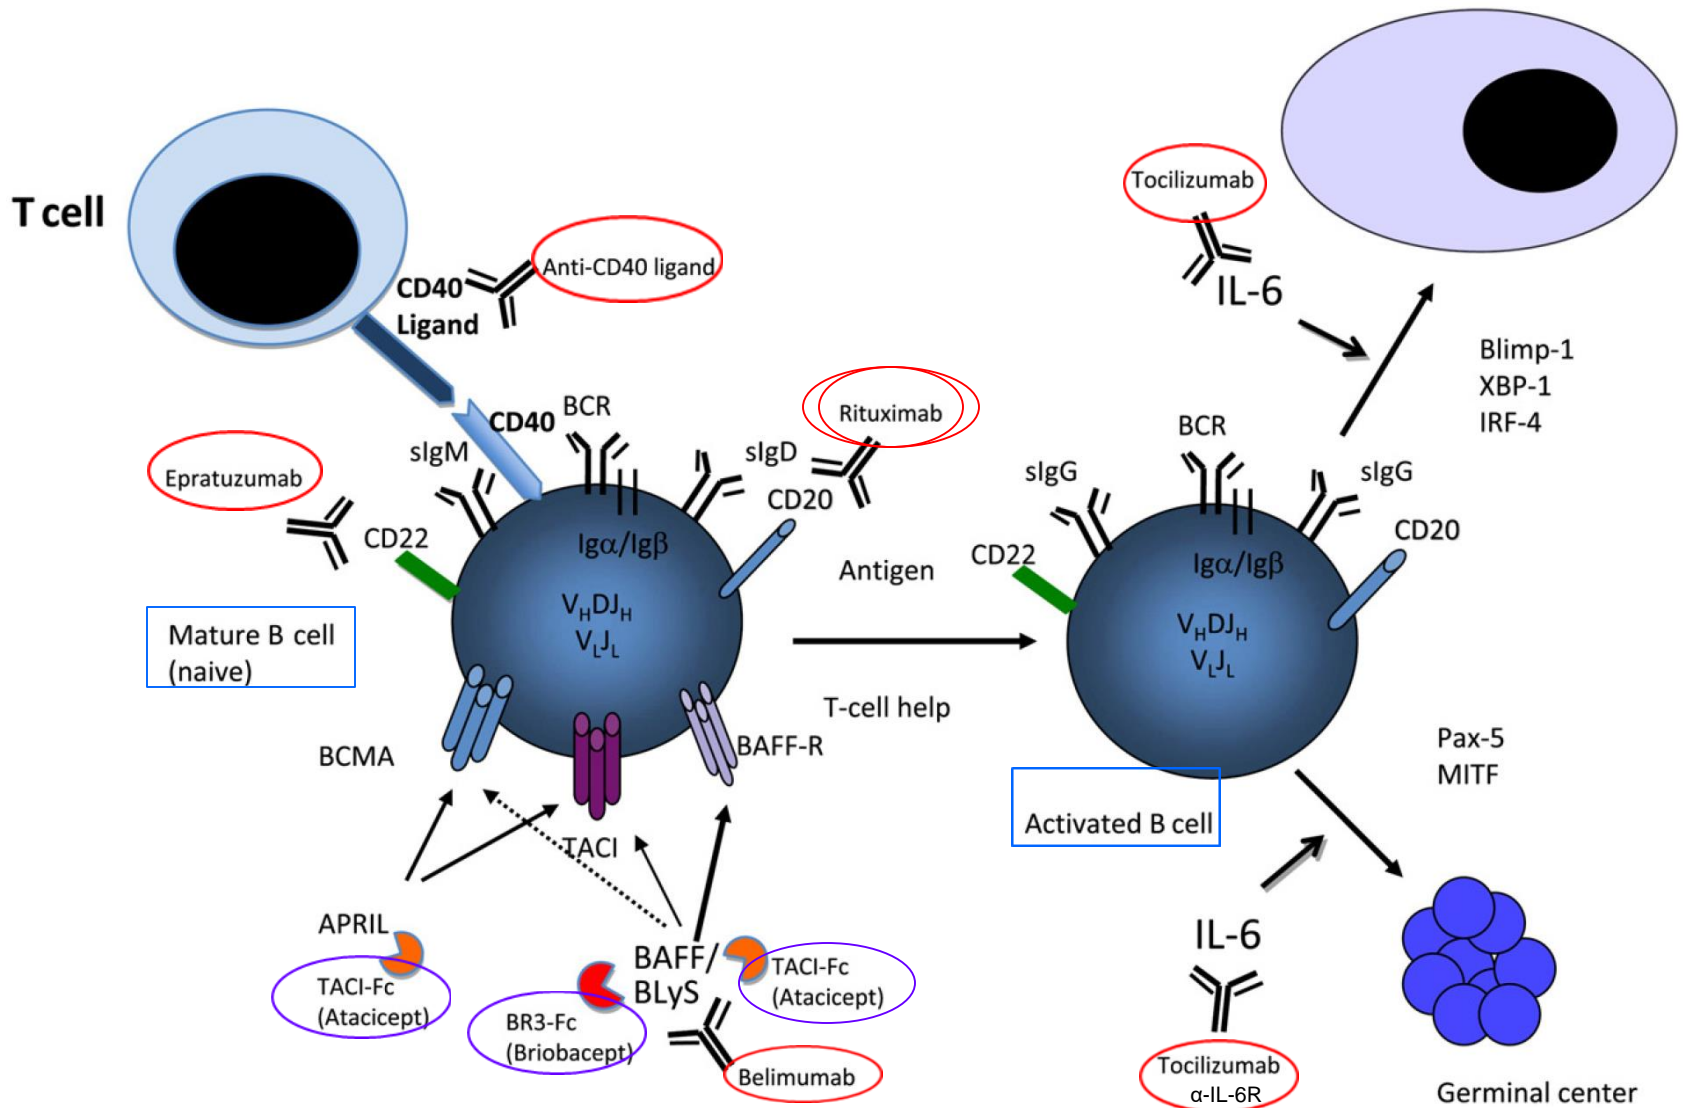 T cell
CD40
Ligand
Anti-CD40 ligand
Tocilizumab
IL-6
Blimp-1
XBP-1
IRF-4
CD40
BCR
sIgM
sIgD
Rituximab
CD20
Epratuzumab
CD22
Igα/Igβ
VHDJH
VLJL
Mature B cell
(naive)
Antigen
T-cell help
BCR
sIgG
sIgG
CD22
CD20
Igα/Igβ
VHDJH
VLJL
BCMA
TACI
BAFF-R
Activated B cell
Pax-5
MITF
APRIL
TACI-Fc
(Atacicept)
BAFF/
BLyS
TACI-Fc
(Atacicept)
BR3-Fc
(Briobacept)
Belimumab
IL-6
Tocilizumab
α-IL-6R
Germinal center